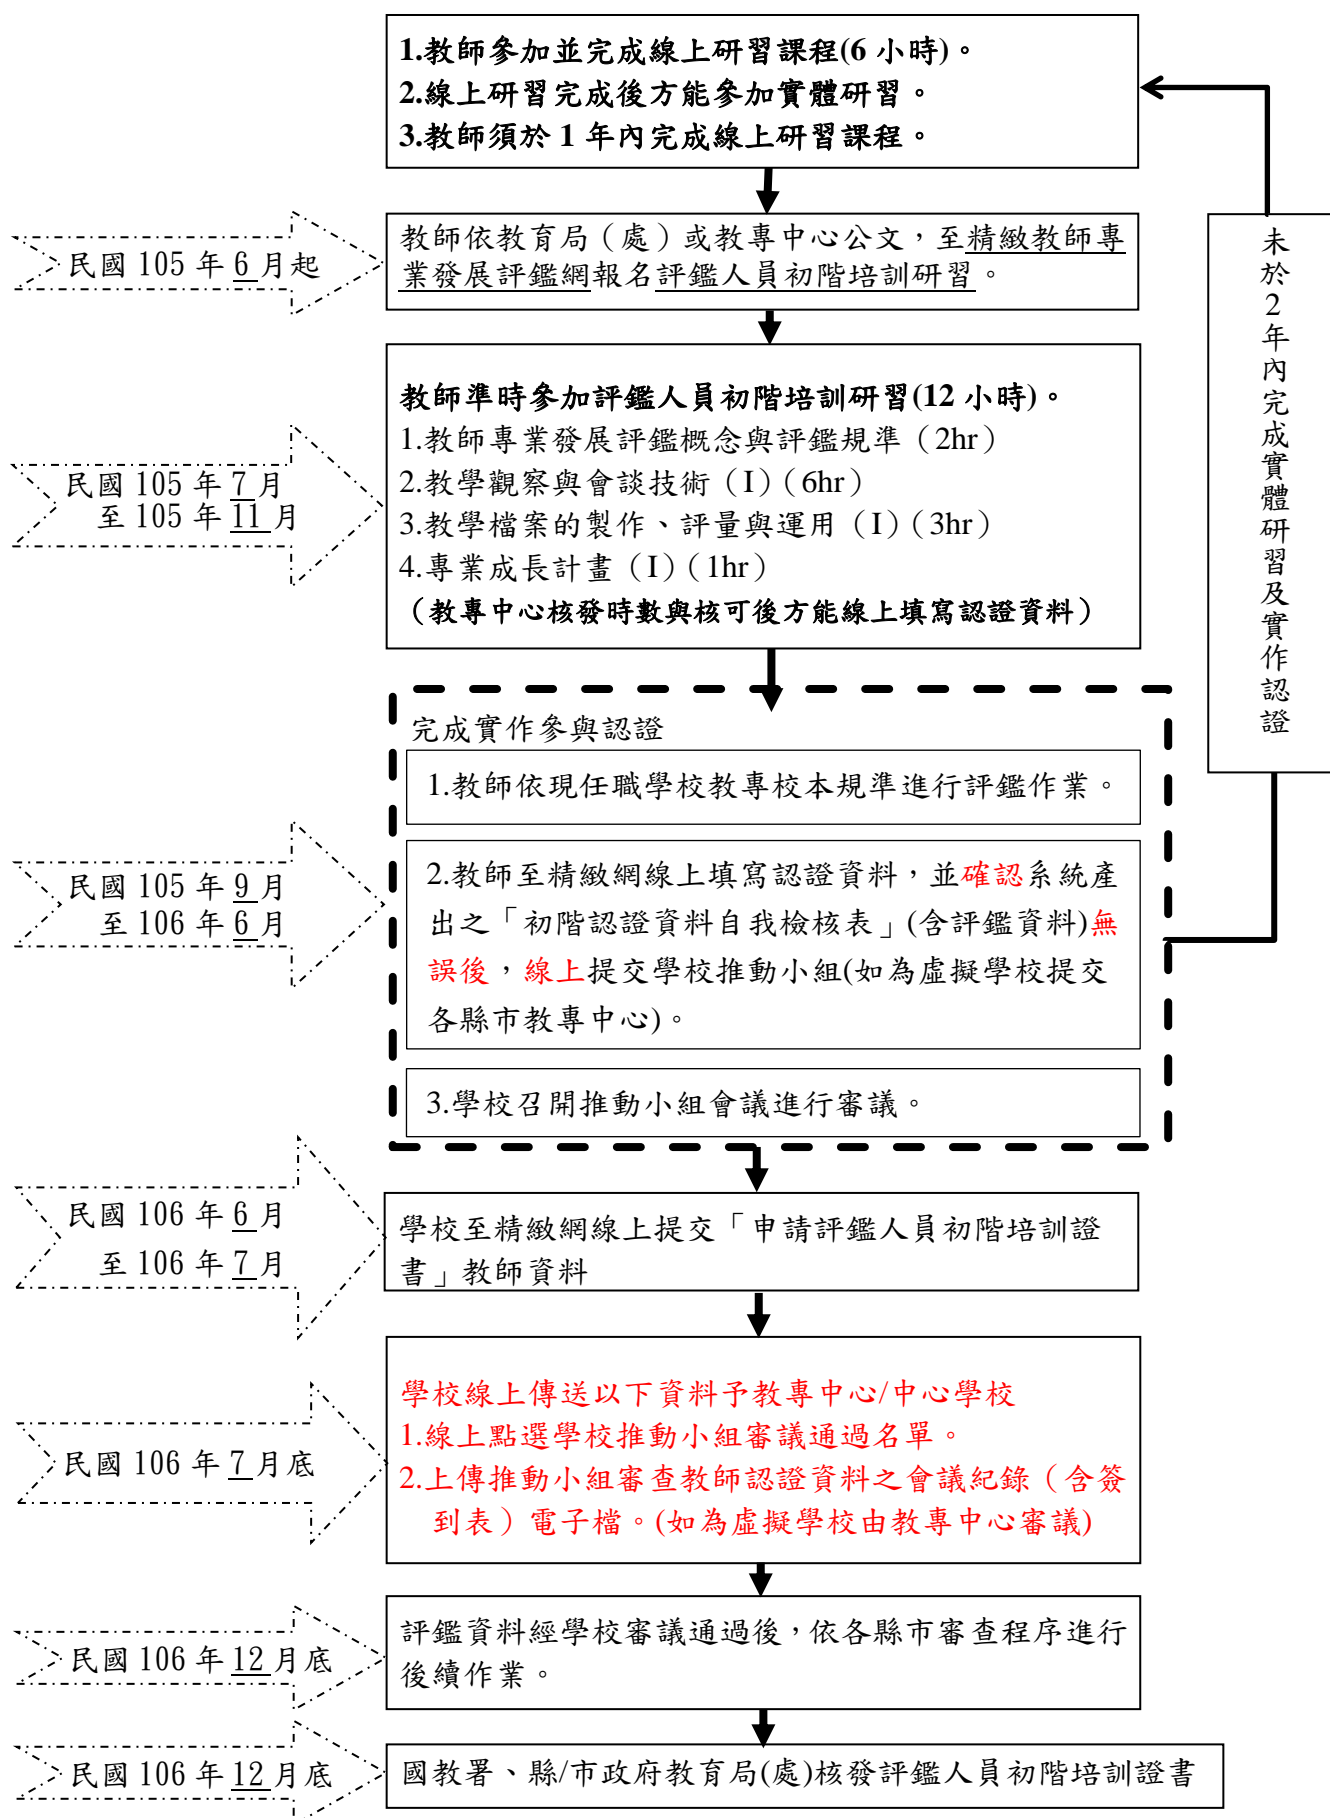 1.教師參加並完成線上研習課程(6 小時)。
2.線上研習完成後方能參加實體研習。
3.教師須於 1 年內完成線上研習課程。
民國 105 年 6 月起
教師依教育局（處）或教專中心公文，至精緻教師專
業發展評鑑網報名評鑑人員初階培訓研習。
未於2年內完成實體研習及實作認證
民國 105 年 7 月
至 105 年 11 月
教師準時參加評鑑人員初階培訓研習(12 小時)。
1.教師專業發展評鑑概念與評鑑規準（2hr）
2.教學觀察與會談技術（I）（6hr）
3.教學檔案的製作、評量與運用（I）（3hr）
4.專業成長計畫（I）（1hr）
（教專中心核發時數與核可後方能線上填寫認證資料）
完成實作參與認證
1.教師依現任職學校教專校本規準進行評鑑作業。
民國 105 年 9 月
至 106 年 6 月
2.教師至精緻網線上填寫認證資料，並確認系統產
出之「初階認證資料自我檢核表」(含評鑑資料)無
誤後，線上提交學校推動小組(如為虛擬學校提交
各縣市教專中心)。
3.學校召開推動小組會議進行審議。
民國 106 年 6 月
至 106 年 7 月
學校至精緻網線上提交「申請評鑑人員初階培訓證
書」教師資料
民國 106 年 7 月底
學校線上傳送以下資料予教專中心/中心學校
1.線上點選學校推動小組審議通過名單。
2.上傳推動小組審查教師認證資料之會議紀錄（含簽
到表）電子檔。(如為虛擬學校由教專中心審議)
民國 106 年 12 月底
評鑑資料經學校審議通過後，依各縣市審查程序進行
後續作業。
民國 106 年 12 月底
國教署、縣/市政府教育局(處)核發評鑑人員初階培訓證書